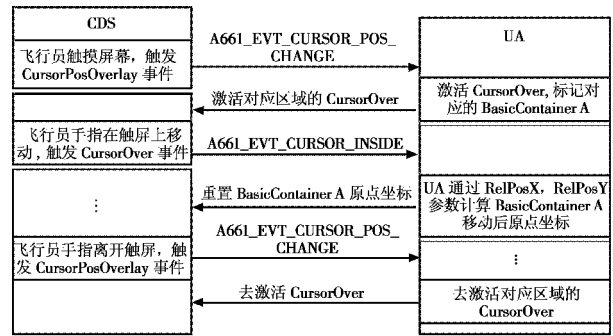 CDS
UA
飞行员触摸屏幕，触发
CursorPosOverlay 事件
A661_EVT_CURSOR_POS_
CHANGE
激活对应区域的 CursorOver
激活 CursorOver, 标记对
应的 BasicContainer A
飞行员手指在触屏上移
动，触发 CursorOver 事件
A661_EVT_CURSOR_INSIDE
⋮
重置 BasicContainer A 原点坐标
UA 通过 RelPosX，RelPosY
参数计算 BasicContainer A
移动后原点坐标
飞行员手指离开触屏，触
发 CursorPosOverlay 事件
A661_EVT_CURSOR_POS_
CHANGE
⋮
去激活 CursorOver
去激活对应区域的
CursorOver